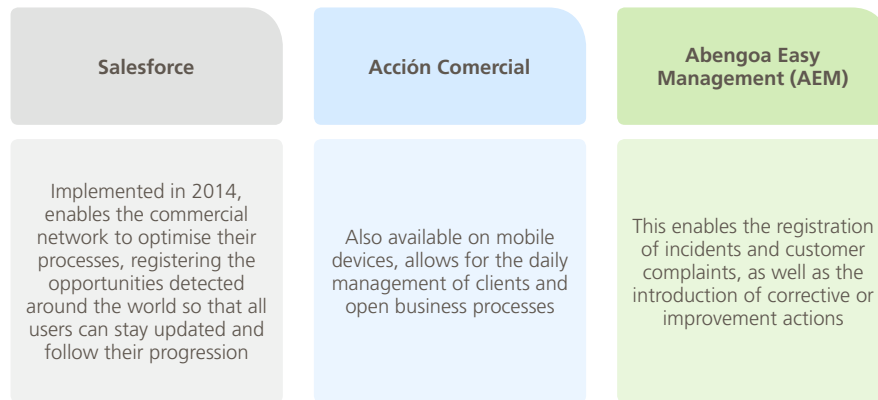 Salesforce
Implemented in 2014,
enables the commercial
network to optimise their
processes, registering the
opportunities detected
around the world so that all
users can stay updated and
follow their progression
Acción Comercial
Also available on mobile
devices, allows for the daily
management of clients and
open business processes
Abengoa Easy
Management (AEM)
This enables the registration
of incidents and customer
complaints, as well as the
introduction of corrective or
improvement actions